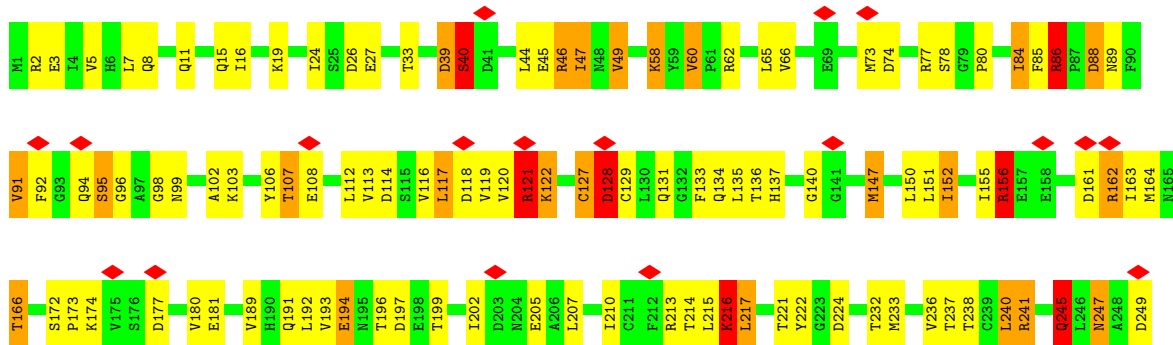 M1 R2 E3 I4 V5 H6 L7 Q8 Q11 Q15 I16 K19 I24 S25 D26 E27 T33 D39 S40 D41 L44 E45 R46 I47 N48 V49 K58 Y59 V60 P61 R62 L65 V66 E69 M73 D74 R77 S78 G79 P80 I84 F85 R86 P87 D88 N89 F90
V91 F92 G93 Q94 S95 G96 A97 G98 N99 A102 K103 Y106 T107 E108 L112 V113 D114 S115 V116 L117 D118 V119 V120 R121 K122 C127 D128 C129 L130 Q131 G132 F133 Q134 L135 T136 H137 G140 G141 M147 L150 L151 I152 I155 R156 E157 E158 D161 R162 I163 M164 N165
T166 S172 P173 K174 V175 S176 D177 V180 E181 V189 H190 Q191 L192 V193 E194 N195 T196 D197 E198 T199 I202 D203 N204 E205 A206 L207 I210 C211 F212 R213 T214 L215 K216 L217 T221 Y222 G223 D224 T232 M233 V236 T237 T238 C239 L240 R241 Q245 L246 N247 A248 D249